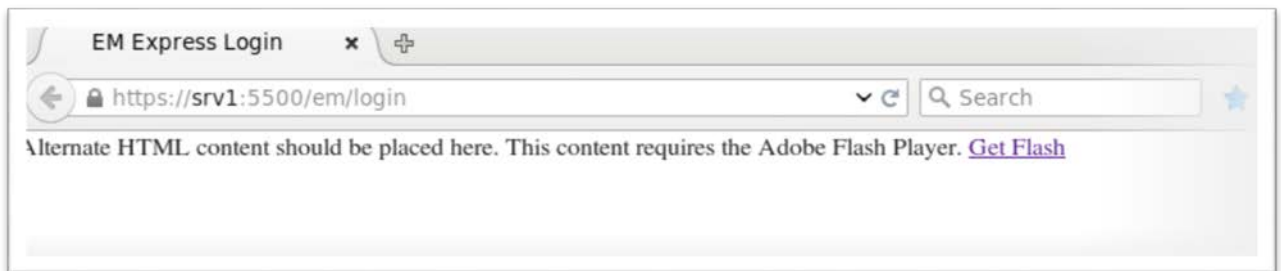 EM Express Login
https://srv1:5500/em/login
Search
Alternate HTML content should be placed here. This content requires the Adobe Flash Player. Get Flash